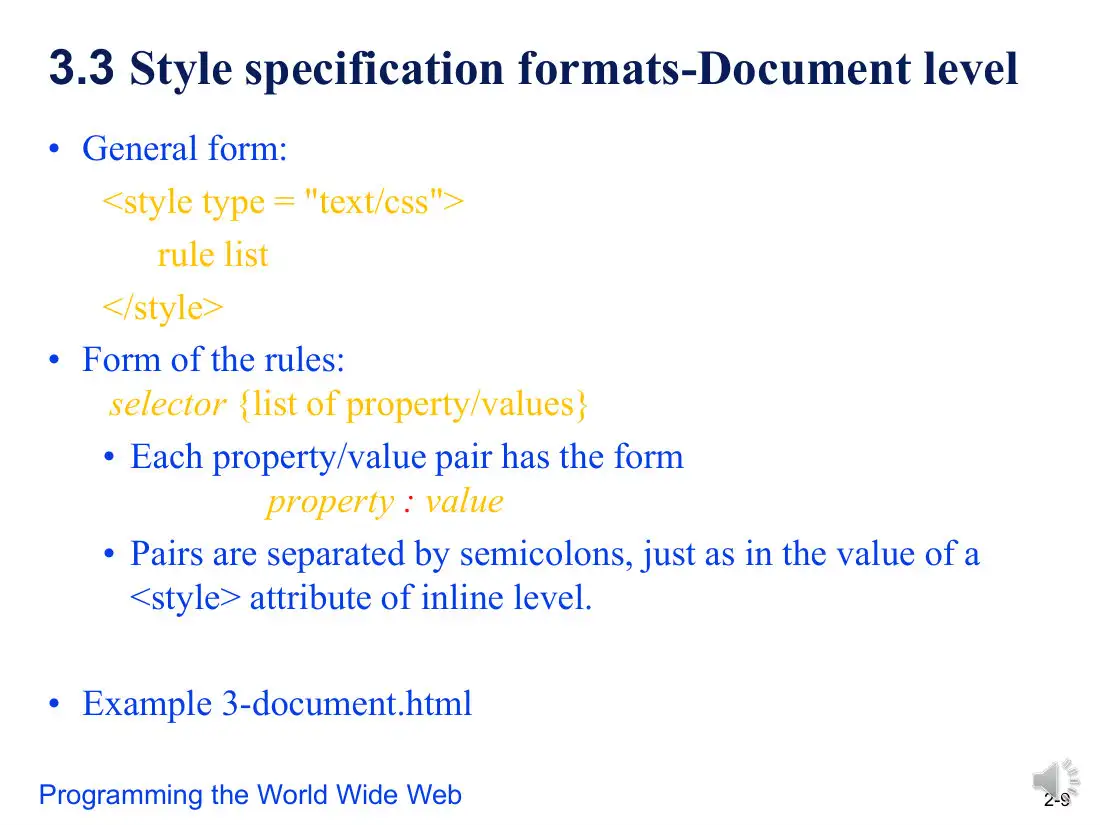 3.3 Style specification formats-Document level
• General form:
<style type = "text/css">
rule list
</style>
• Form of the rules:
selector {list of property/values}
• Each property/value pair has the form
property : value
• Pairs are separated by semicolons, just as in the value of a
<style> attribute of inline level.
• Example 3-document.html
Programming the World Wide Web
2-9